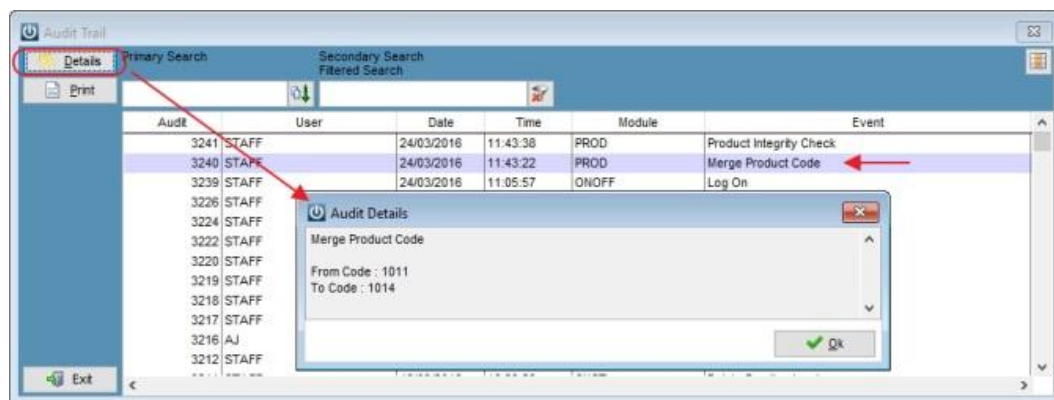 Audit Trail
Details
Primary Search
Secondary Search
Filtered Search
Print
Audit User Date Time Module Event
3241 STAFF 24/03/2016 11:43:38 PROD Product Integrity Check
3240 STAFF 24/03/2016 11:43:22 PROD Merge Product Code
3239 STAFF 24/03/2016 11:05:57 ONOFF Log On
3226 STAFF
3224 STAFF
3222 STAFF
3220 STAFF
3219 STAFF
3218 STAFF
3217 STAFF
3216 AJ
3212 STAFF
Audit Details
Merge Product Code
From Code : 1011
To Code : 1014
Ok
Exit